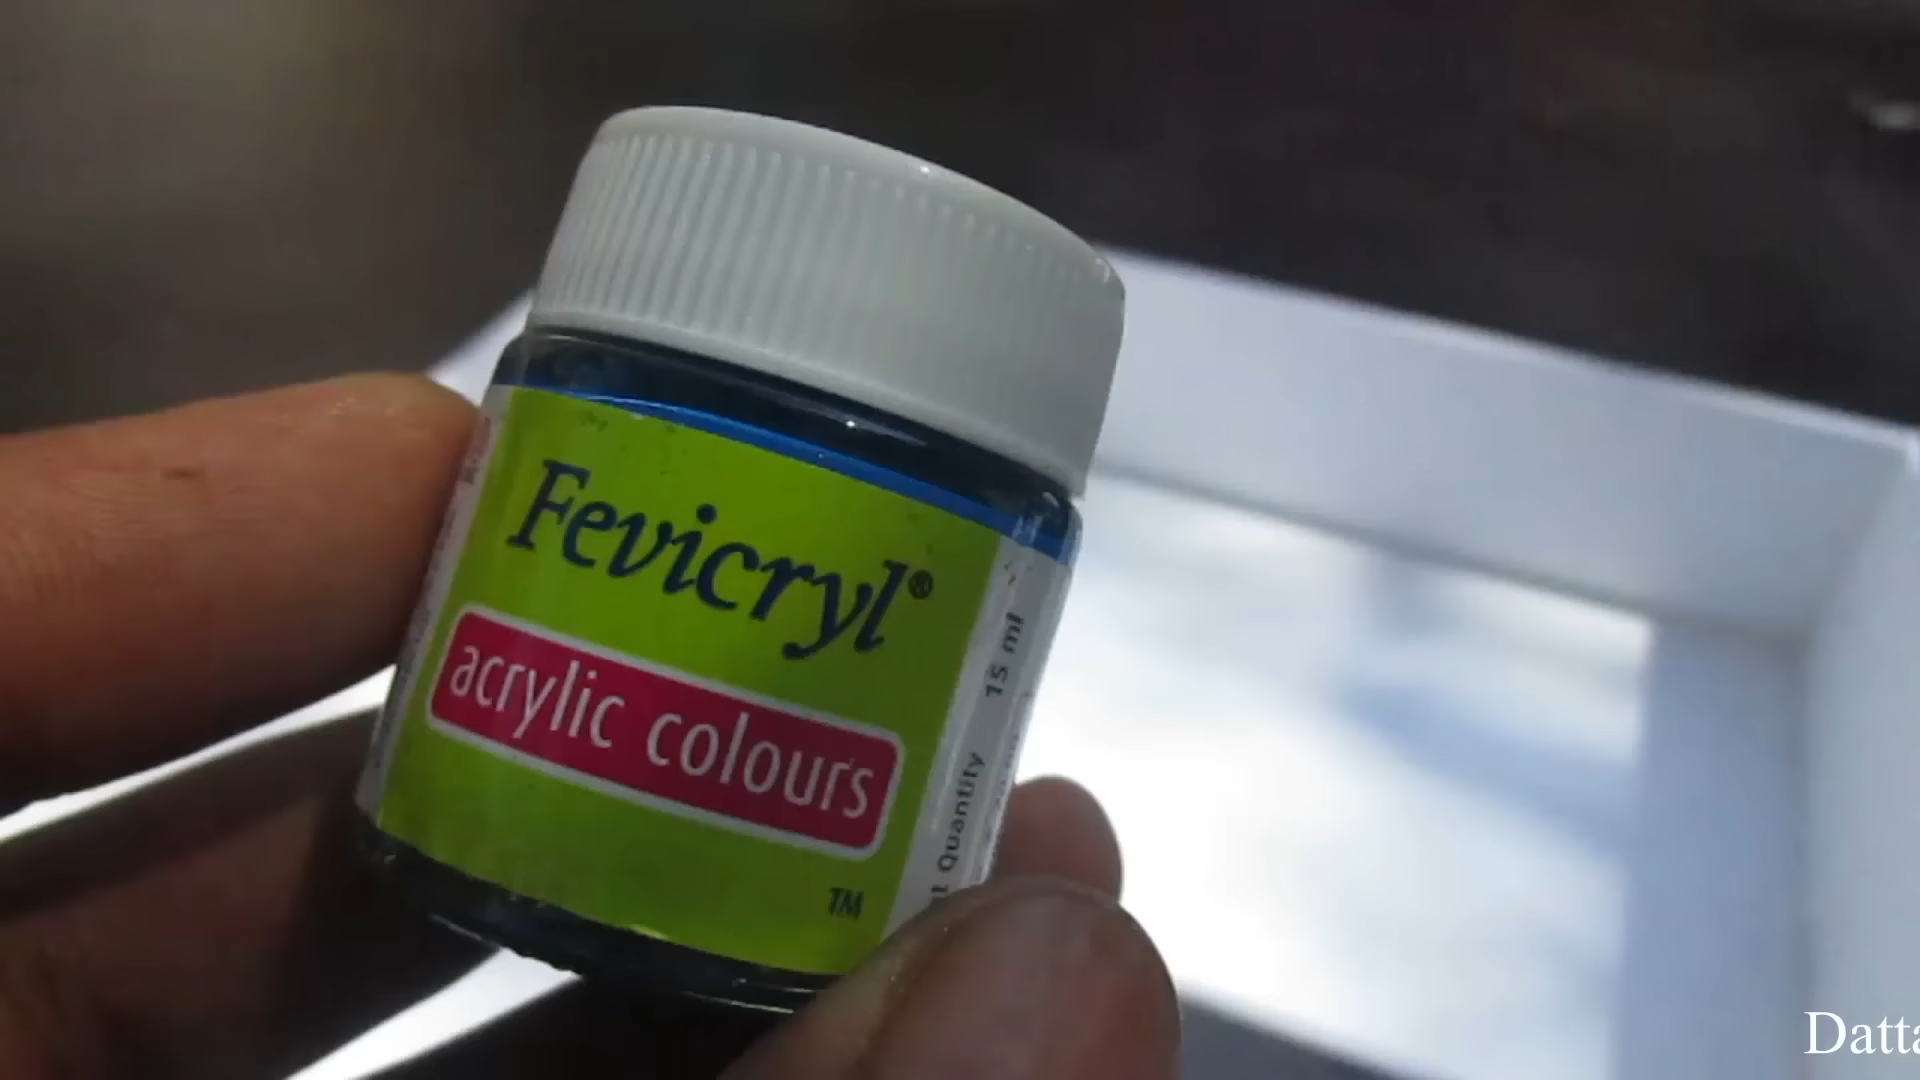 Fevicryl®
acrylic colours
TM
Quantity 15 ml
Datta